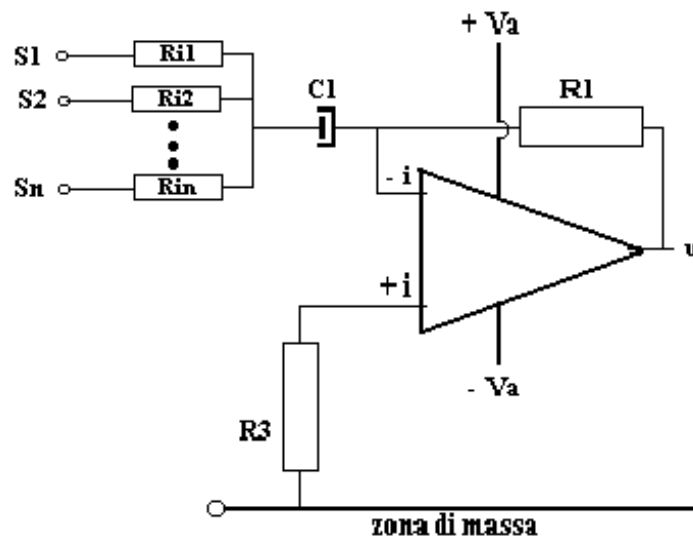 + Va
S1
Ri1
C1
R1
S2
Ri2
Sn
Rin
- i
u
+ i
- Va
R3
zona di massa